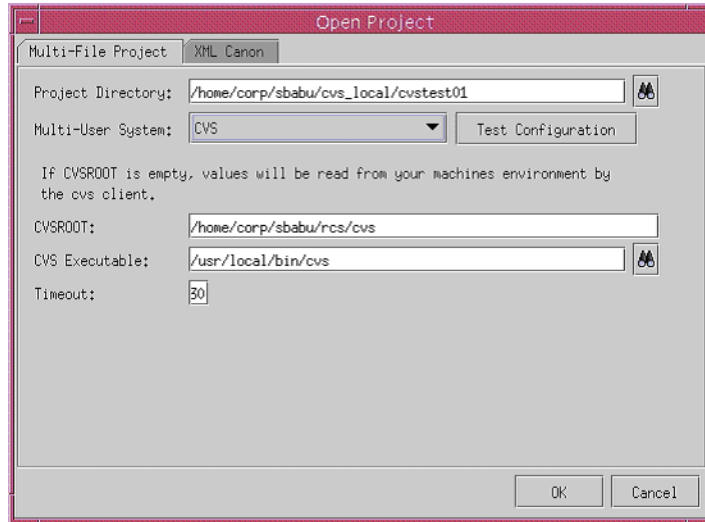 Open Project
Multi-File Project XML Canon
Project Directory: /home/corp/sbabu/cvs_local/cvstest01
Multi-User System: CVS Test Configuration
If CVSROOT is empty, values will be read from your machines environment by
the cvs client.
CVSROOT: /home/corp/sbabu/rcs/cvs
CVS Executable: /usr/local/bin/cvs
Timeout: 30
OK Cancel